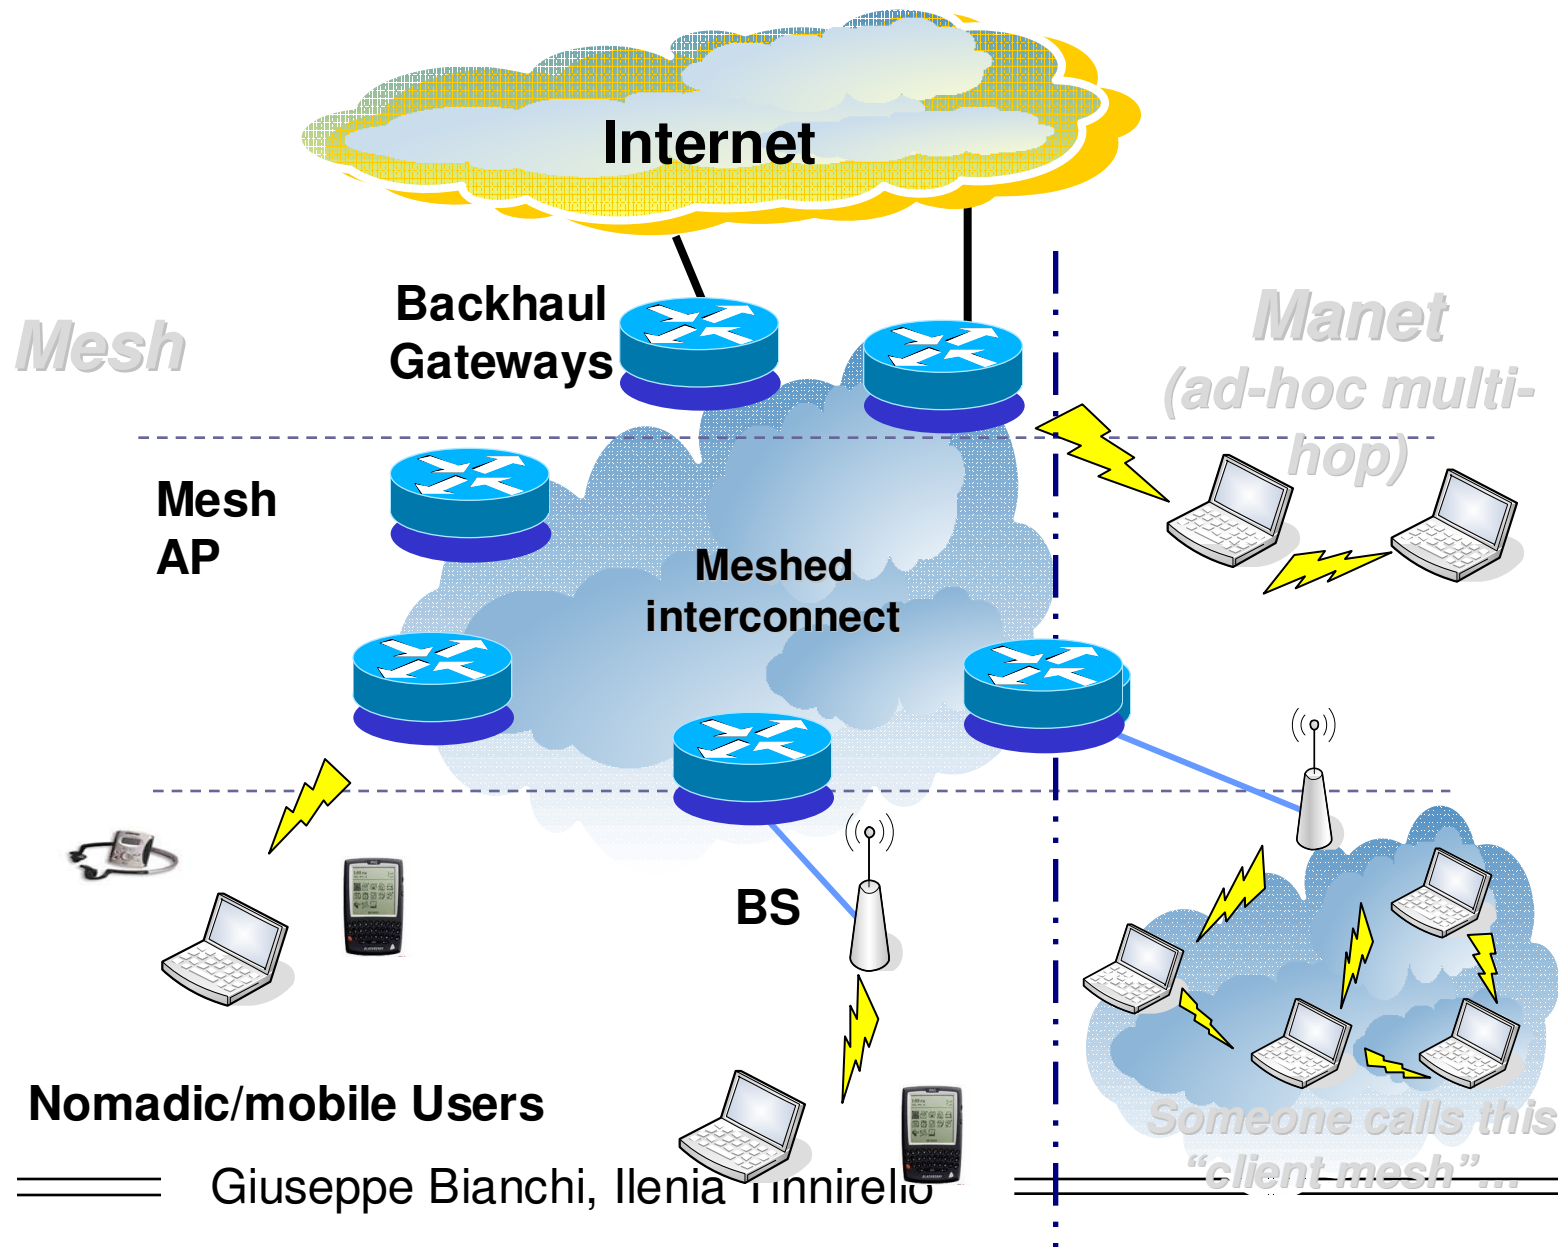 Internet
Backhaul
Gateways
Mesh
Manet
(ad-hoc multi-
hop)
Mesh
AP
Meshed
interconnect
BS
Nomadic/mobile Users
Someone calls this
“client mesh”...
Giuseppe Bianchi, Ilenia Tinnirello